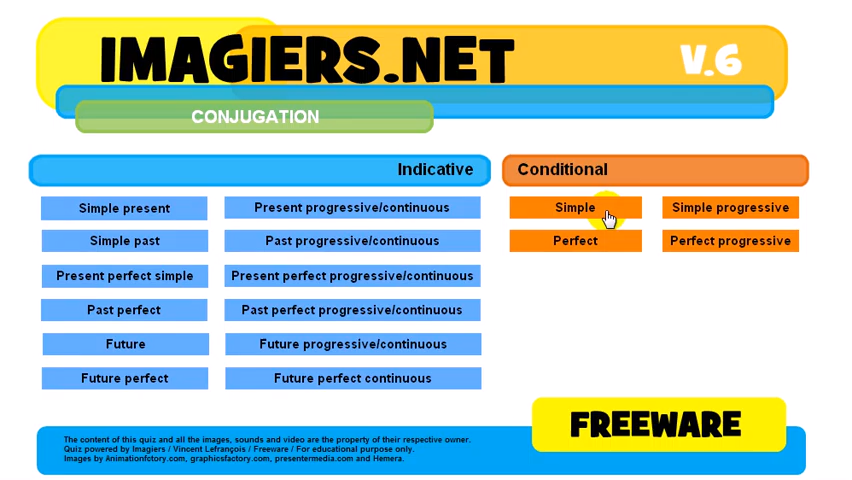 IMAGIERS.NET
V.6
CONJUGATION
Indicative
Conditional
Simple present
Present progressive/continuous
Simple
Simple progressive
Simple past
Past progressive/continuous
Perfect
Perfect progressive
Present perfect simple
Present perfect progressive/continuous
Past perfect
Past perfect progressive/continuous
Future
Future progressive/continuous
Future perfect
Future perfect continuous
FREEWARE
The content of this quiz and all the images, sounds and video are the property of their respective owner.
Quiz powered by Imagiers / Vincent Lefrançois / Freeware / For educational purpose only.
Images by Animationfotory.com, graphicsfactory.com, presentermedia.com and Hemera.